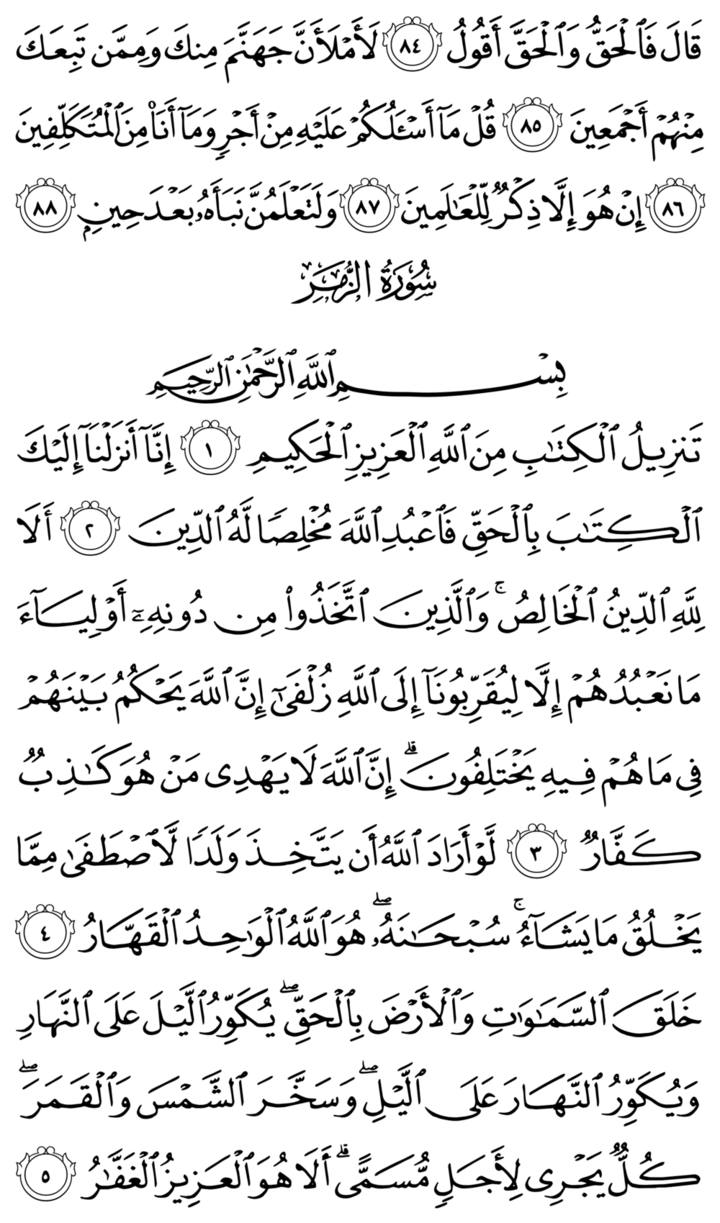 قَالَ فَٱلۡحَقُّ وَٱلۡحَقَّ أَقُولُ ٨٤ لَأَمۡلَأَنَّ جَهَنَّمَ مِنكَ وَمِمَّن تَبِعَكَ
مِنۡهُمۡ أَجۡمَعِينَ ٨٥ قُلۡ مَآ أَسۡـَٔلُكُمۡ عَلَيۡهِ مِنۡ أَجۡرٖ وَمَآ أَنَا۠ مِنَ ٱلۡمُتَكَلِّفِينَ
٨٦ إِنۡ هُوَ إِلَّا ذِكۡرٞ لِّلۡعَٰلَمِينَ ٨٧ وَلَتَعۡلَمُنَّ نَبَأَهُۥ بَعۡدَ حِينِۭ ٨٨
سُورَةُ الزُّمَرِ
بِسۡمِ ٱللَّهِ ٱلرَّحۡمَٰنِ ٱلرَّحِيمِ
تَنزِيلُ ٱلۡكِتَٰبِ مِنَ ٱللَّهِ ٱلۡعَزِيزِ ٱلۡحَكِيمِ ١ إِنَّآ أَنزَلۡنَآ إِلَيۡكَ
ٱلۡكِتَٰبَ بِٱلۡحَقِّ فَٱعۡبُدِ ٱللَّهَ مُخۡلِصٗا لَّهُ ٱلدِّينَ ٢ أَلَا
لِلَّهِ ٱلدِّينُ ٱلۡخَالِصُۚ وَٱلَّذِينَ ٱتَّخَذُواْ مِن دُونِهِۦٓ أَوۡلِيَآءَ
مَا نَعۡبُدُهُمۡ إِلَّا لِيُقَرِّبُونَآ إِلَى ٱللَّهِ زُلۡفَىٰٓ إِنَّ ٱللَّهَ يَحۡكُمُ بَيۡنَهُمۡ
فِي مَا هُمۡ فِيهِ يَخۡتَلِفُونَۗ إِنَّ ٱللَّهَ لَا يَهۡدِي مَنۡ هُوَ كَٰذِبٞ
كَفَّارٞ ٣ لَّوۡ أَرَادَ ٱللَّهُ أَن يَتَّخِذَ وَلَدٗا لَّٱصۡطَفَىٰ مِمَّا
يَخۡلُقُ مَا يَشَآءُۚ سُبۡحَٰنَهُۥۖ هُوَ ٱللَّهُ ٱلۡوَٰحِدُ ٱلۡقَهَّارُ ٤
خَلَقَ ٱلسَّمَٰوَٰتِ وَٱلۡأَرۡضَ بِٱلۡحَقِّۖ يُكَوِّرُ ٱلَّيۡلَ عَلَى ٱلنَّهَارِ
وَيُكَوِّرُ ٱلنَّهَارَ عَلَى ٱلَّيۡلِۖ وَسَخَّرَ ٱلشَّمۡسَ وَٱلۡقَمَرَۖ
كُلّٞ يَجۡرِي لِأَجَلٖ مُّسَمًّىۗ أَلَا هُوَ ٱلۡعَزِيزُ ٱلۡغَفَّٰرُ ٥